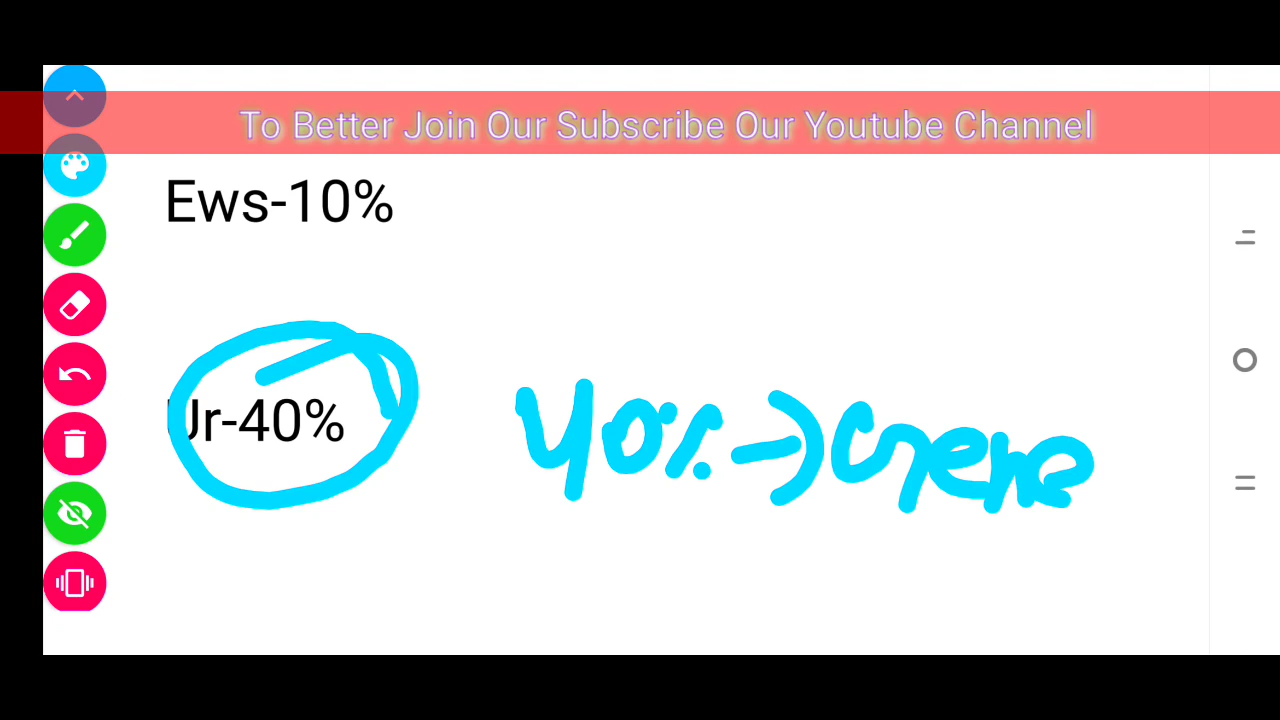 To Better Join Our Subscribe Our Youtube Channel
Ews-10%
Ur-40%
40% → Gene